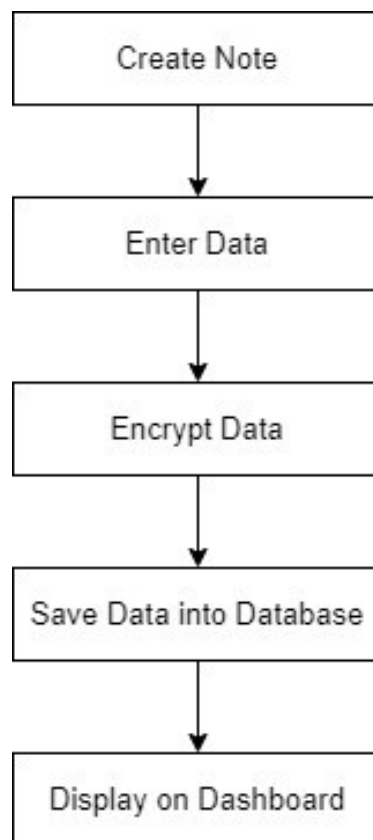 Create Note
Enter Data
Encrypt Data
Save Data into Database
Display on Dashboard